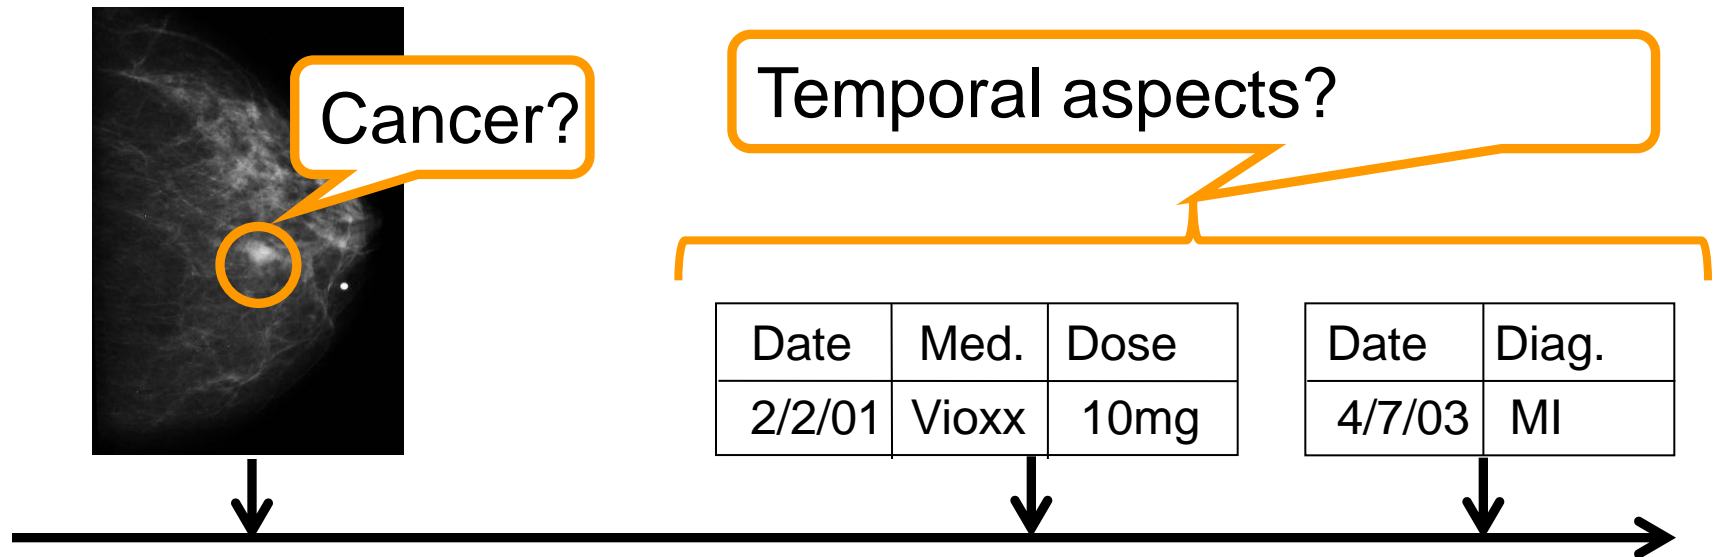 Cancer?
Temporal aspects?
Date Med. Dose
2/2/01 Vioxx 10mg
Date Diag.
4/7/03 MI